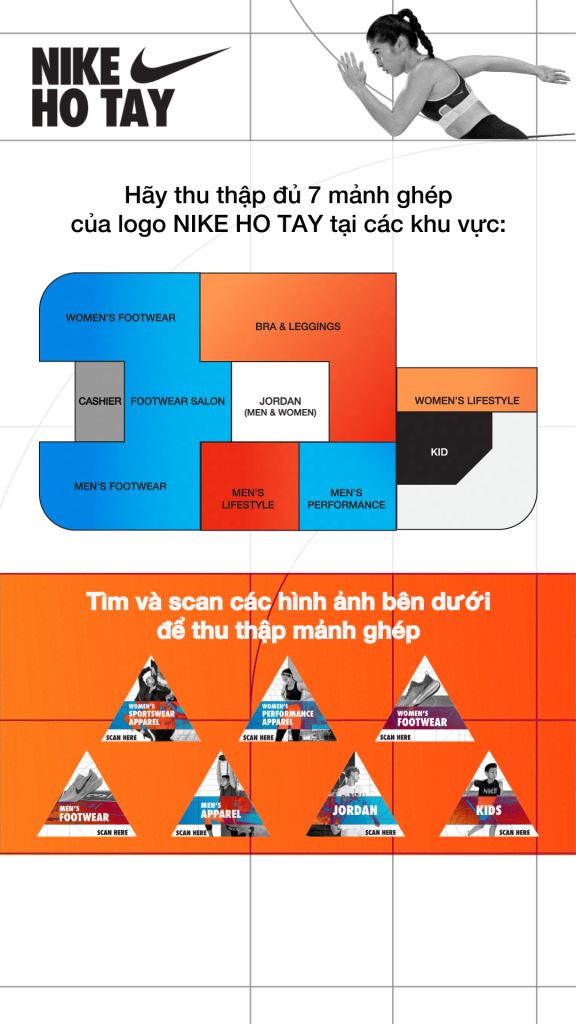 NIKE
HO TAY
Hãy thu thập đủ 7 mảnh ghép
của logo NIKE HO TAY tại các khu vực:
WOMEN'S FOOTWEAR
BRA & LEGGINGS
CASHIER
FOOTWEAR SALON
JORDAN
(MEN & WOMEN)
WOMEN'S LIFESTYLE
KID
MEN'S FOOTWEAR
MEN'S
LIFESTYLE
MEN'S
PERFORMANCE
Tìm và scan các hình ảnh bên dưới
để thu thập mảnh ghép
WOMEN'S
SPORTSWEAR
APPAREL
SCAN HERE
WOMEN'S
PERFORMANCE
APPAREL
SCAN HERE
WOMEN'S
FOOTWEAR
SCAN HERE
MEN'S
FOOTWEAR
SCAN HERE
MEN'S
APPAREL
SCAN HERE
JORDAN
SCAN HERE
NIKE
KIDS
SCAN HERE